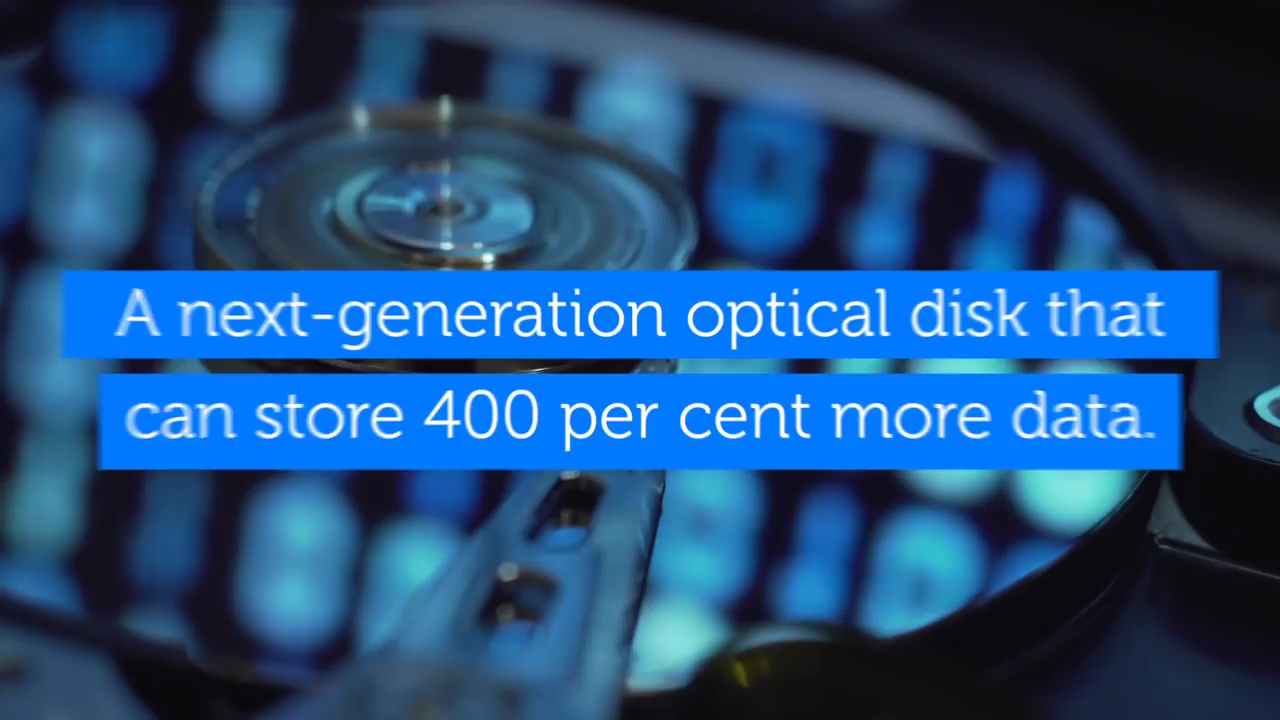 A next-generation optical disk that
can store 400 per cent more data.